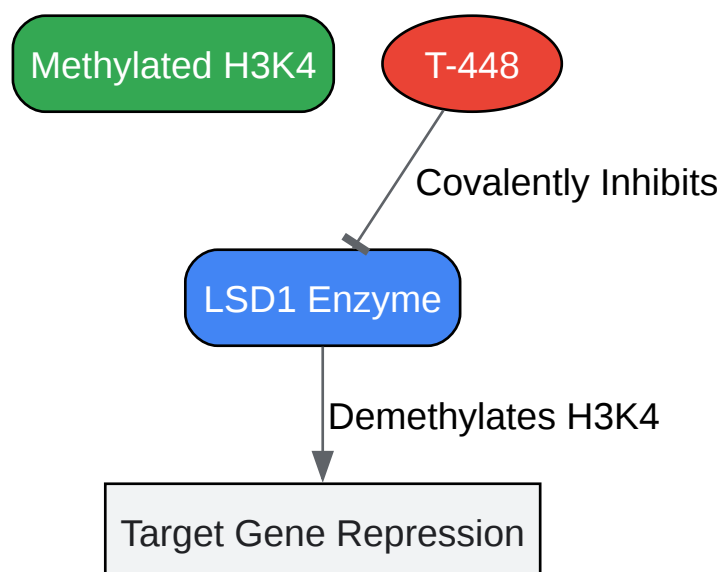 Methylated H3K4
T-448
Covalently Inhibits
LSD1 Enzyme
Demethylates H3K4
Target Gene Repression